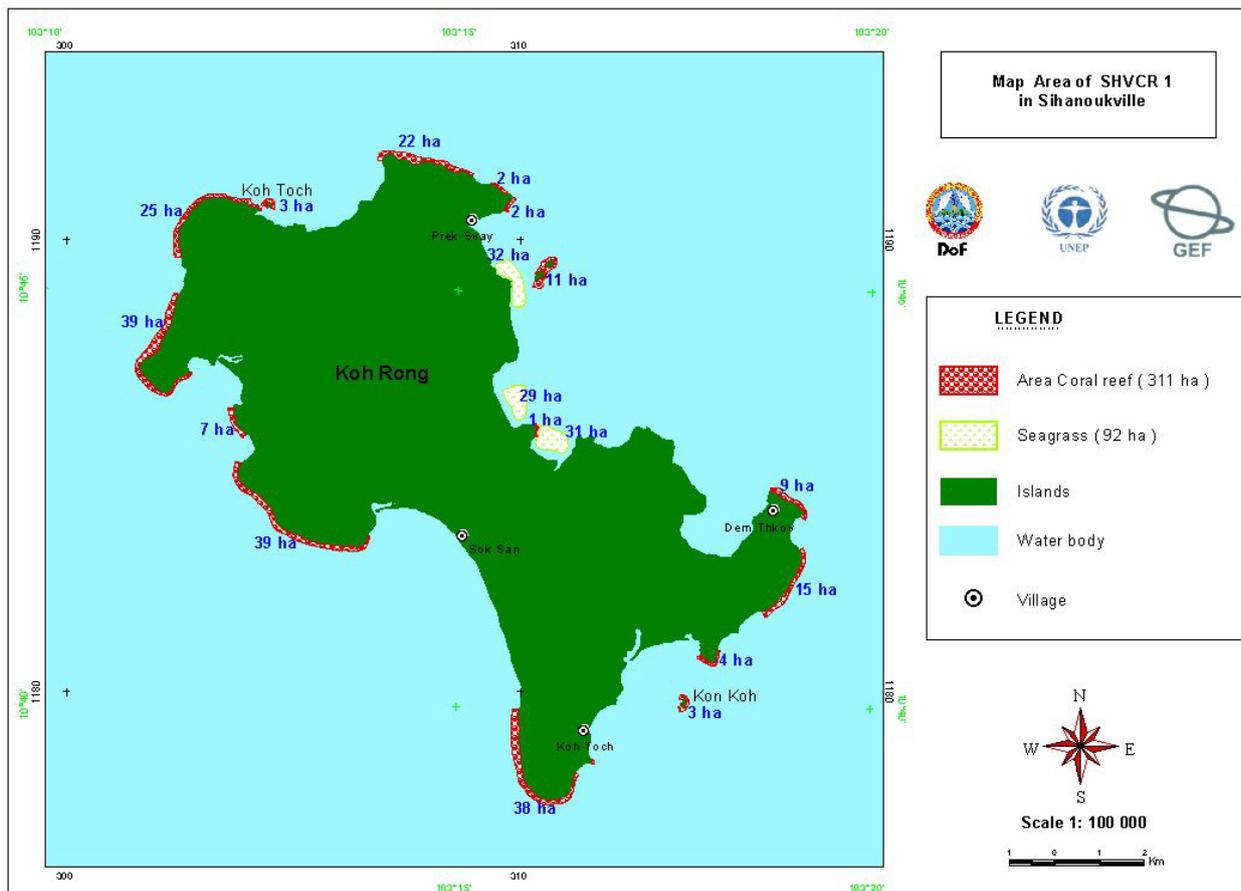 103°10'
300
103°15'
310
103°20'
22 ha
2 ha
Koh Toch
3 ha
25 ha
2 ha
Prek Svay
1190
1190
32 ha
11 ha
10°45'
10°45'
39 ha
Koh Rong
29 ha
1 ha
31 ha
7 ha
9 ha
Dem Thkov
39 ha
Sok San
15 ha
4 ha
Kon Koh
3 ha
1180
1180
10°40'
10°40'
Koh Toch
38 ha
300
103°15'
310
103°20'
Map Area of SHVCR 1
in Sihanoukville
DoF
UNEP
GEF
LEGEND
Area Coral reef ( 311 ha )
Seagrass ( 92 ha )
Islands
Water body
Village
N
W E
S
Scale 1: 100 000
1 0 1 2 Km